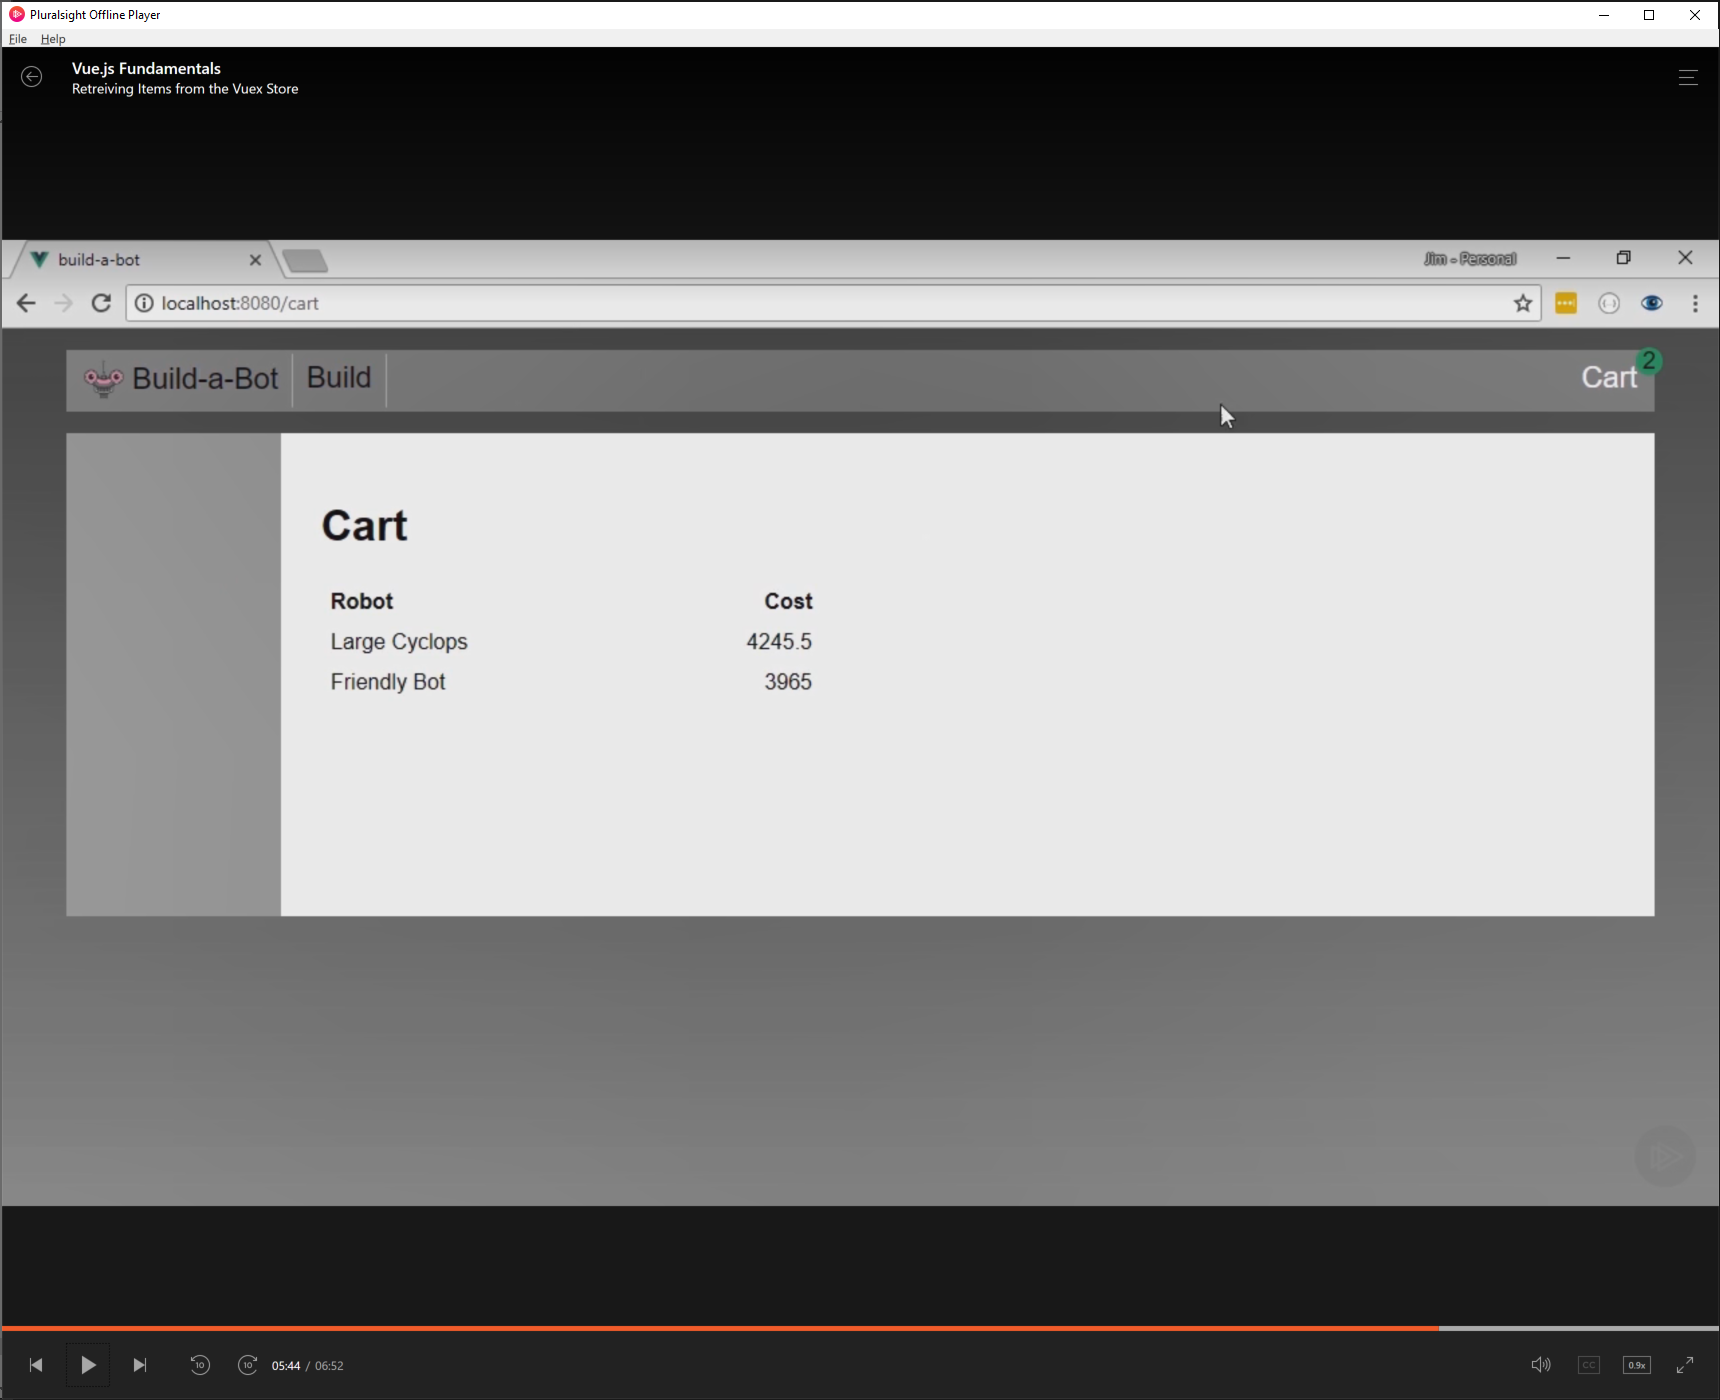 Pluralsight Offline Player
File Help
Vue.js Fundamentals
Retreiving Items from the Vuex Store
build-a-bot
Jim - Personal
localhost:8080/cart
Build-a-Bot Build Cart 2
Cart
Robot Cost
Large Cyclops 4245.5
Friendly Bot 3965
10 10 05:44 / 06:52 CC 0.9x